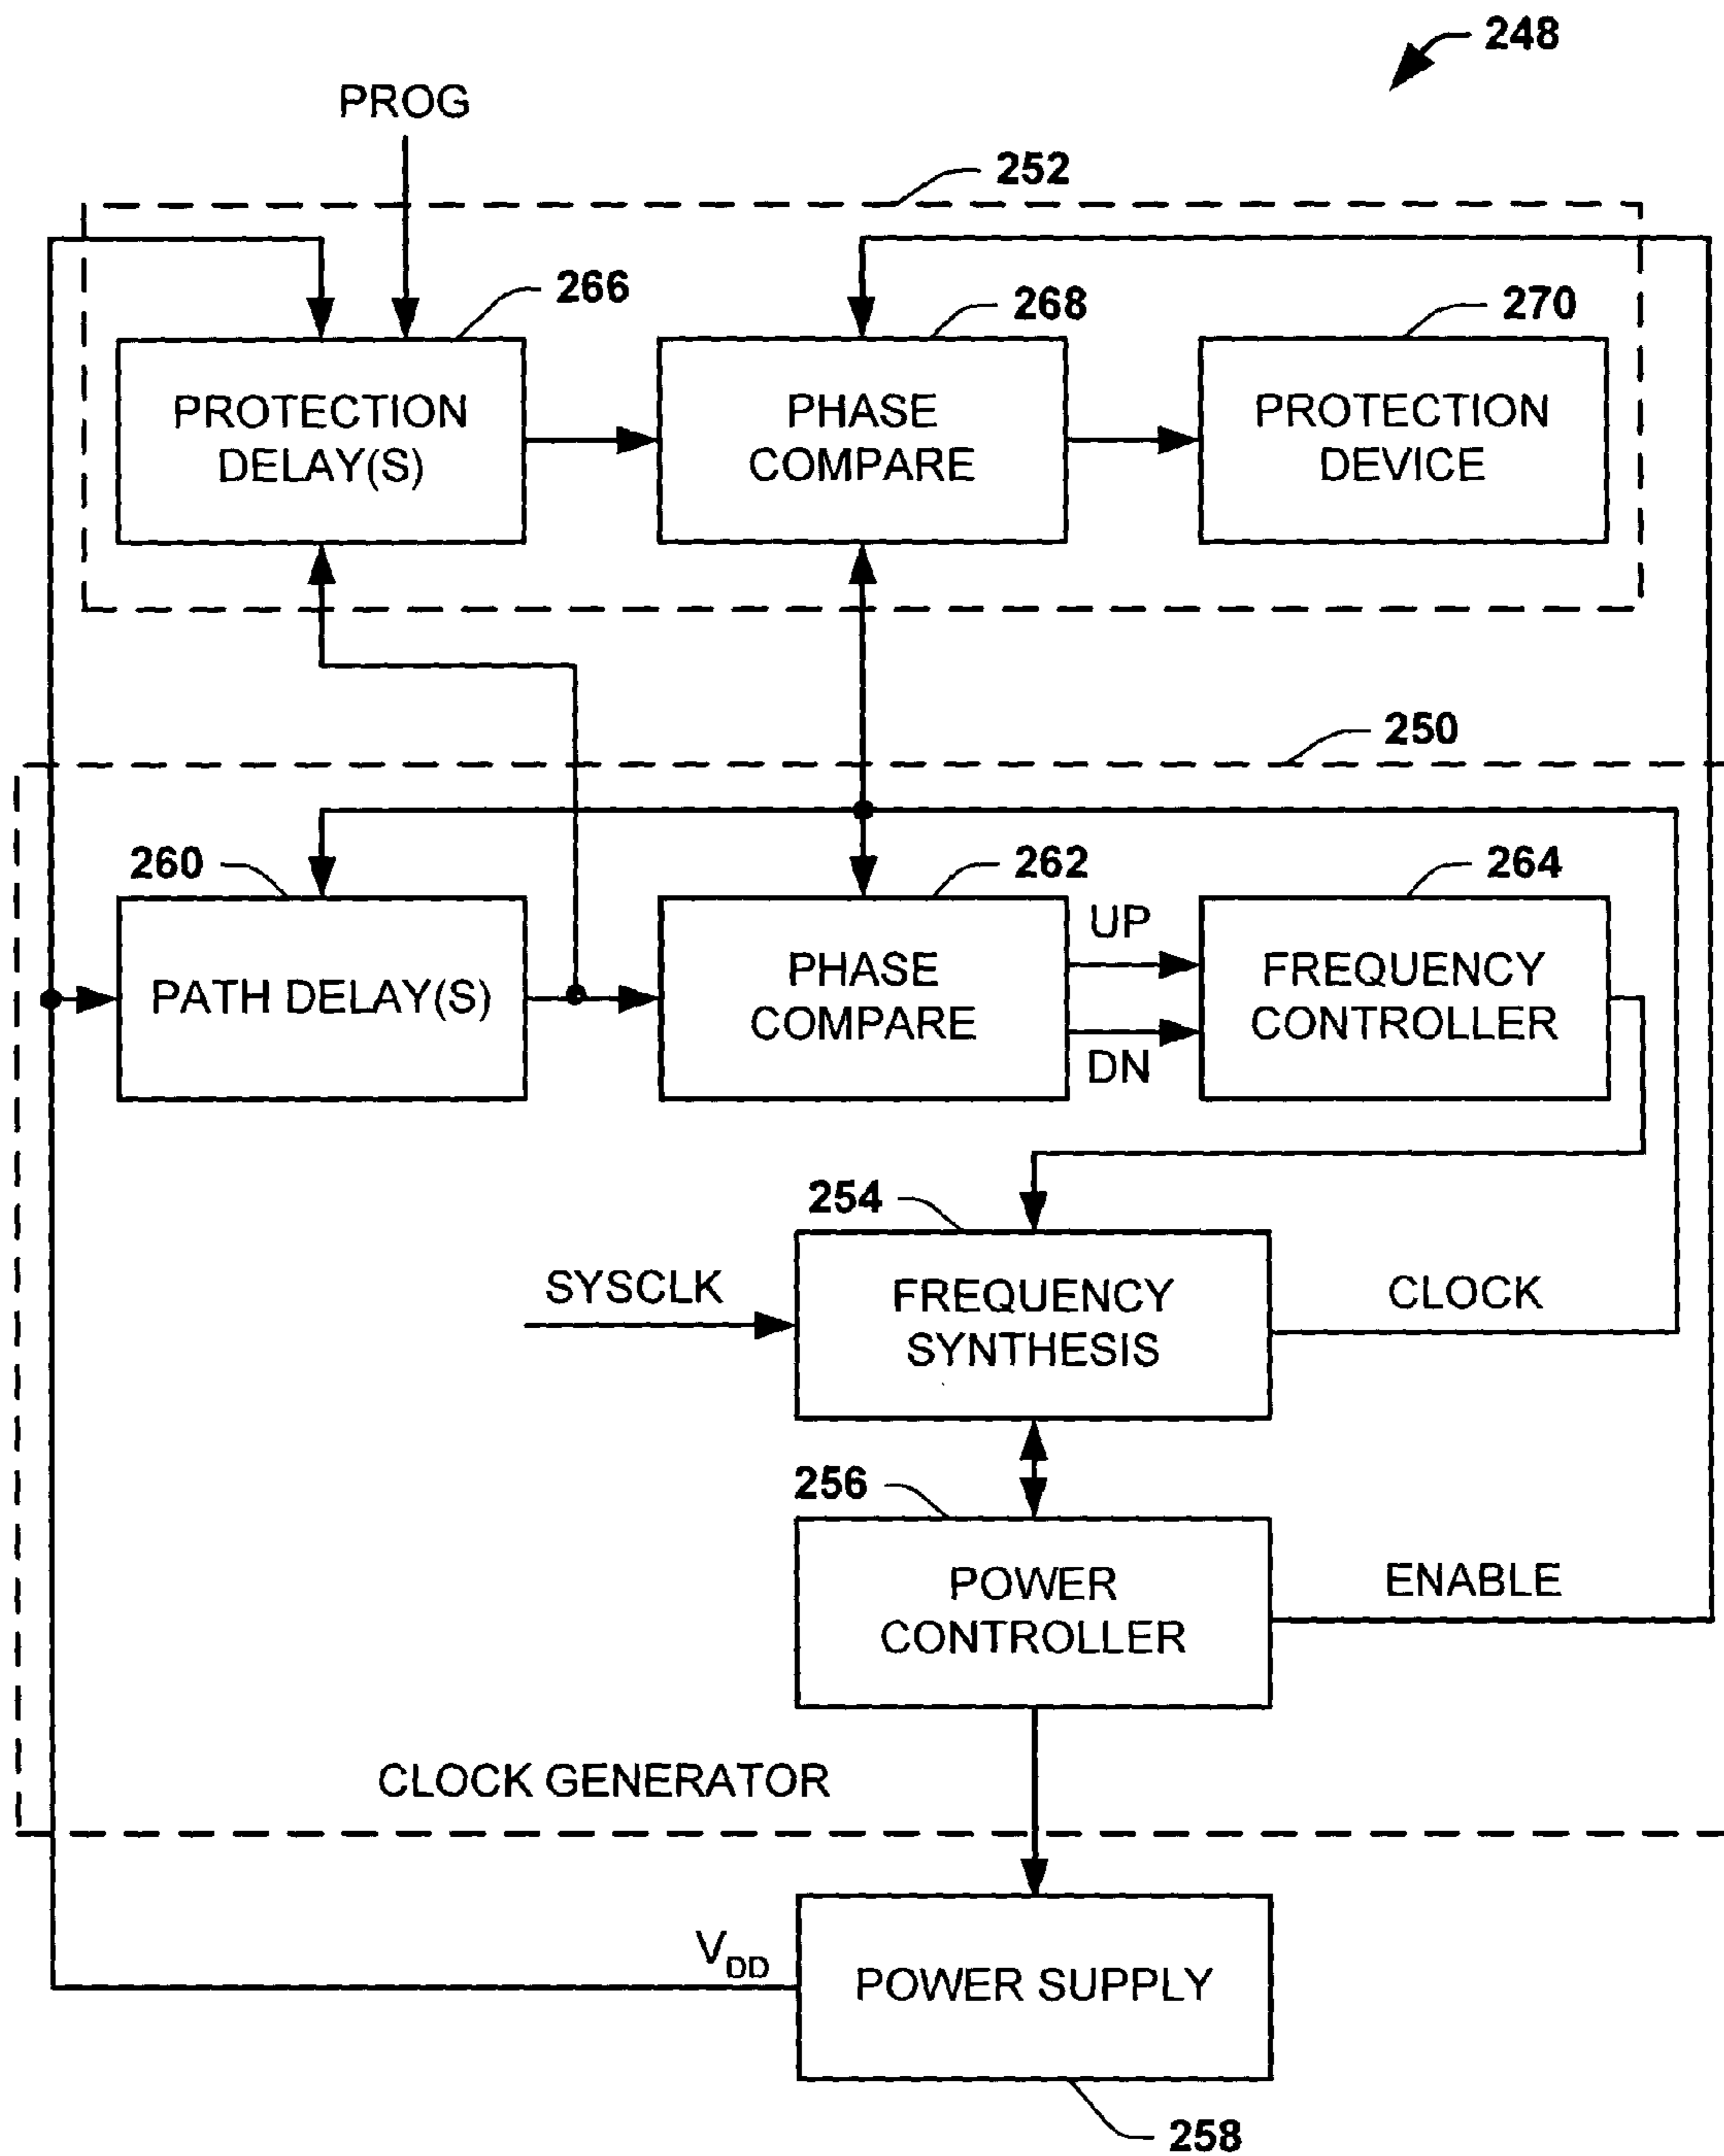 248
PROG
252
266
268
270
PROTECTION
DELAY(S)
PHASE
COMPARE
PROTECTION
DEVICE
250
260
262
264
PATH DELAY(S)
PHASE
COMPARE
UP
DN
FREQUENCY
CONTROLLER
254
SYSCLK
FREQUENCY
SYNTHESIS
CLOCK
256
POWER
CONTROLLER
ENABLE
CLOCK GENERATOR
VDD
POWER SUPPLY
258